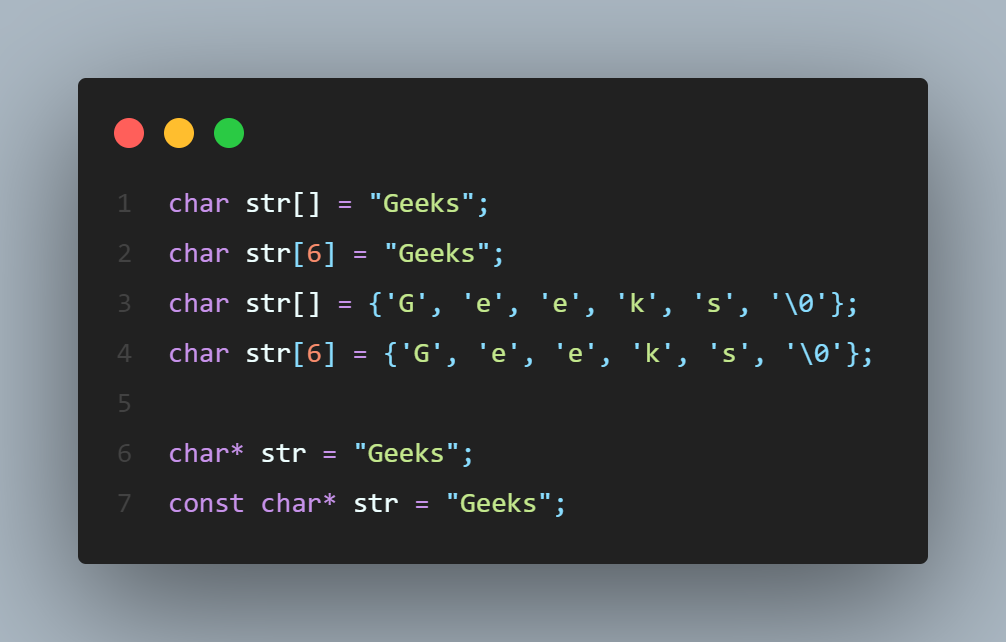 1 char str[] = "Geeks";
2 char str[6] = "Geeks";
3 char str[] = {'G', 'e', 'e', 'k', 's', '\0'};
4 char str[6] = {'G', 'e', 'e', 'k', 's', '\0'};
5
6 char* str = "Geeks";
7 const char* str = "Geeks";